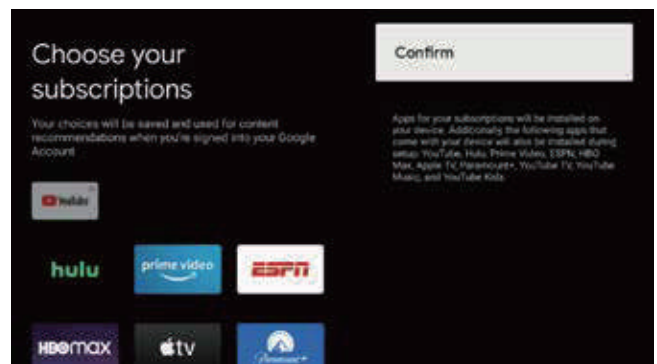 Choose your
subscriptions
Your choices will be saved and used for content
recommendations when you're signed into your Google
Account
YouTube
hulu
prime video
ESPN
HBOmax
tv
Paramount+
Confirm
Apps for your subscriptions will be installed on
your device. Additionally, the following apps that
come with your device will also be installed during
setup: YouTube, Hulu, Prime Video, ESPN, HBO
Max, Apple TV, Paramount+, YouTube TV, YouTube
Music, and YouTube Kids